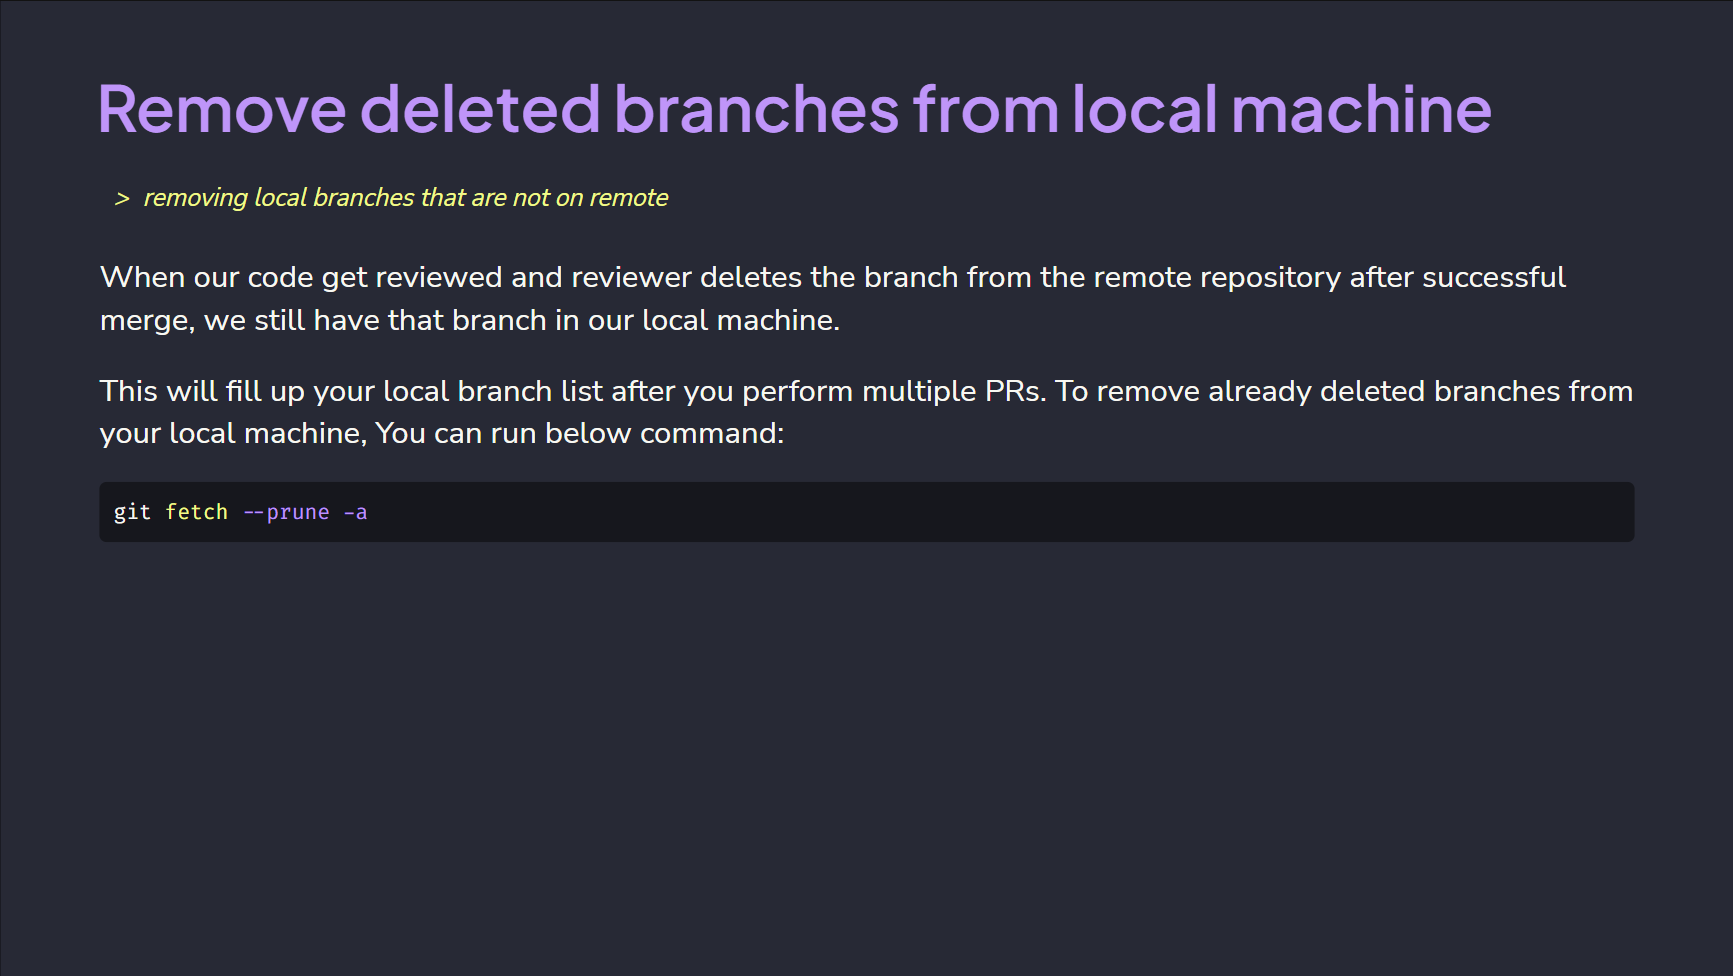 Remove deleted branches from local machine
> removing local branches that are not on remote
When our code get reviewed and reviewer deletes the branch from the remote repository after successful
merge, we still have that branch in our local machine.
This will fill up your local branch list after you perform multiple PRs. To remove already deleted branches from
your local machine, You can run below command:
git fetch --prune -a